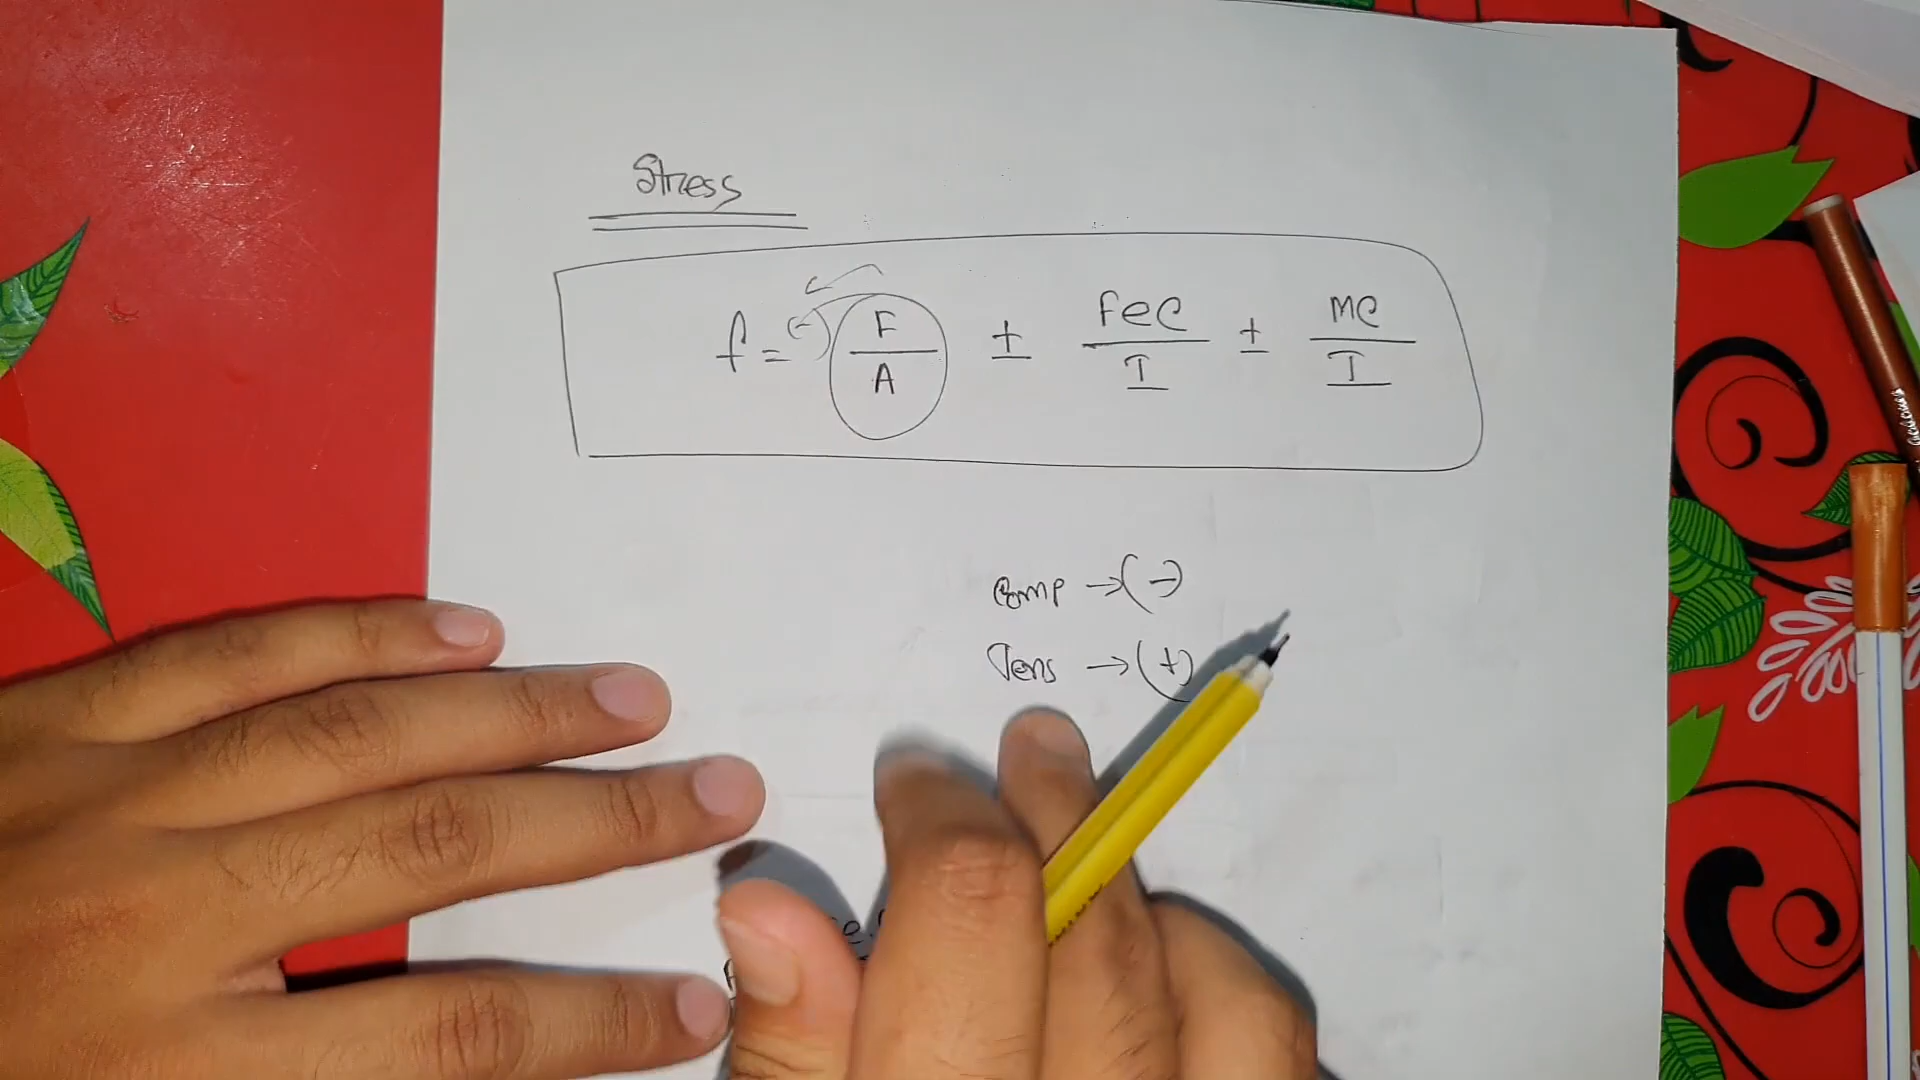 Stress
f = (-) F/A ± Fec/I ± Mc/I
Comp → (-)
Tens → (+)